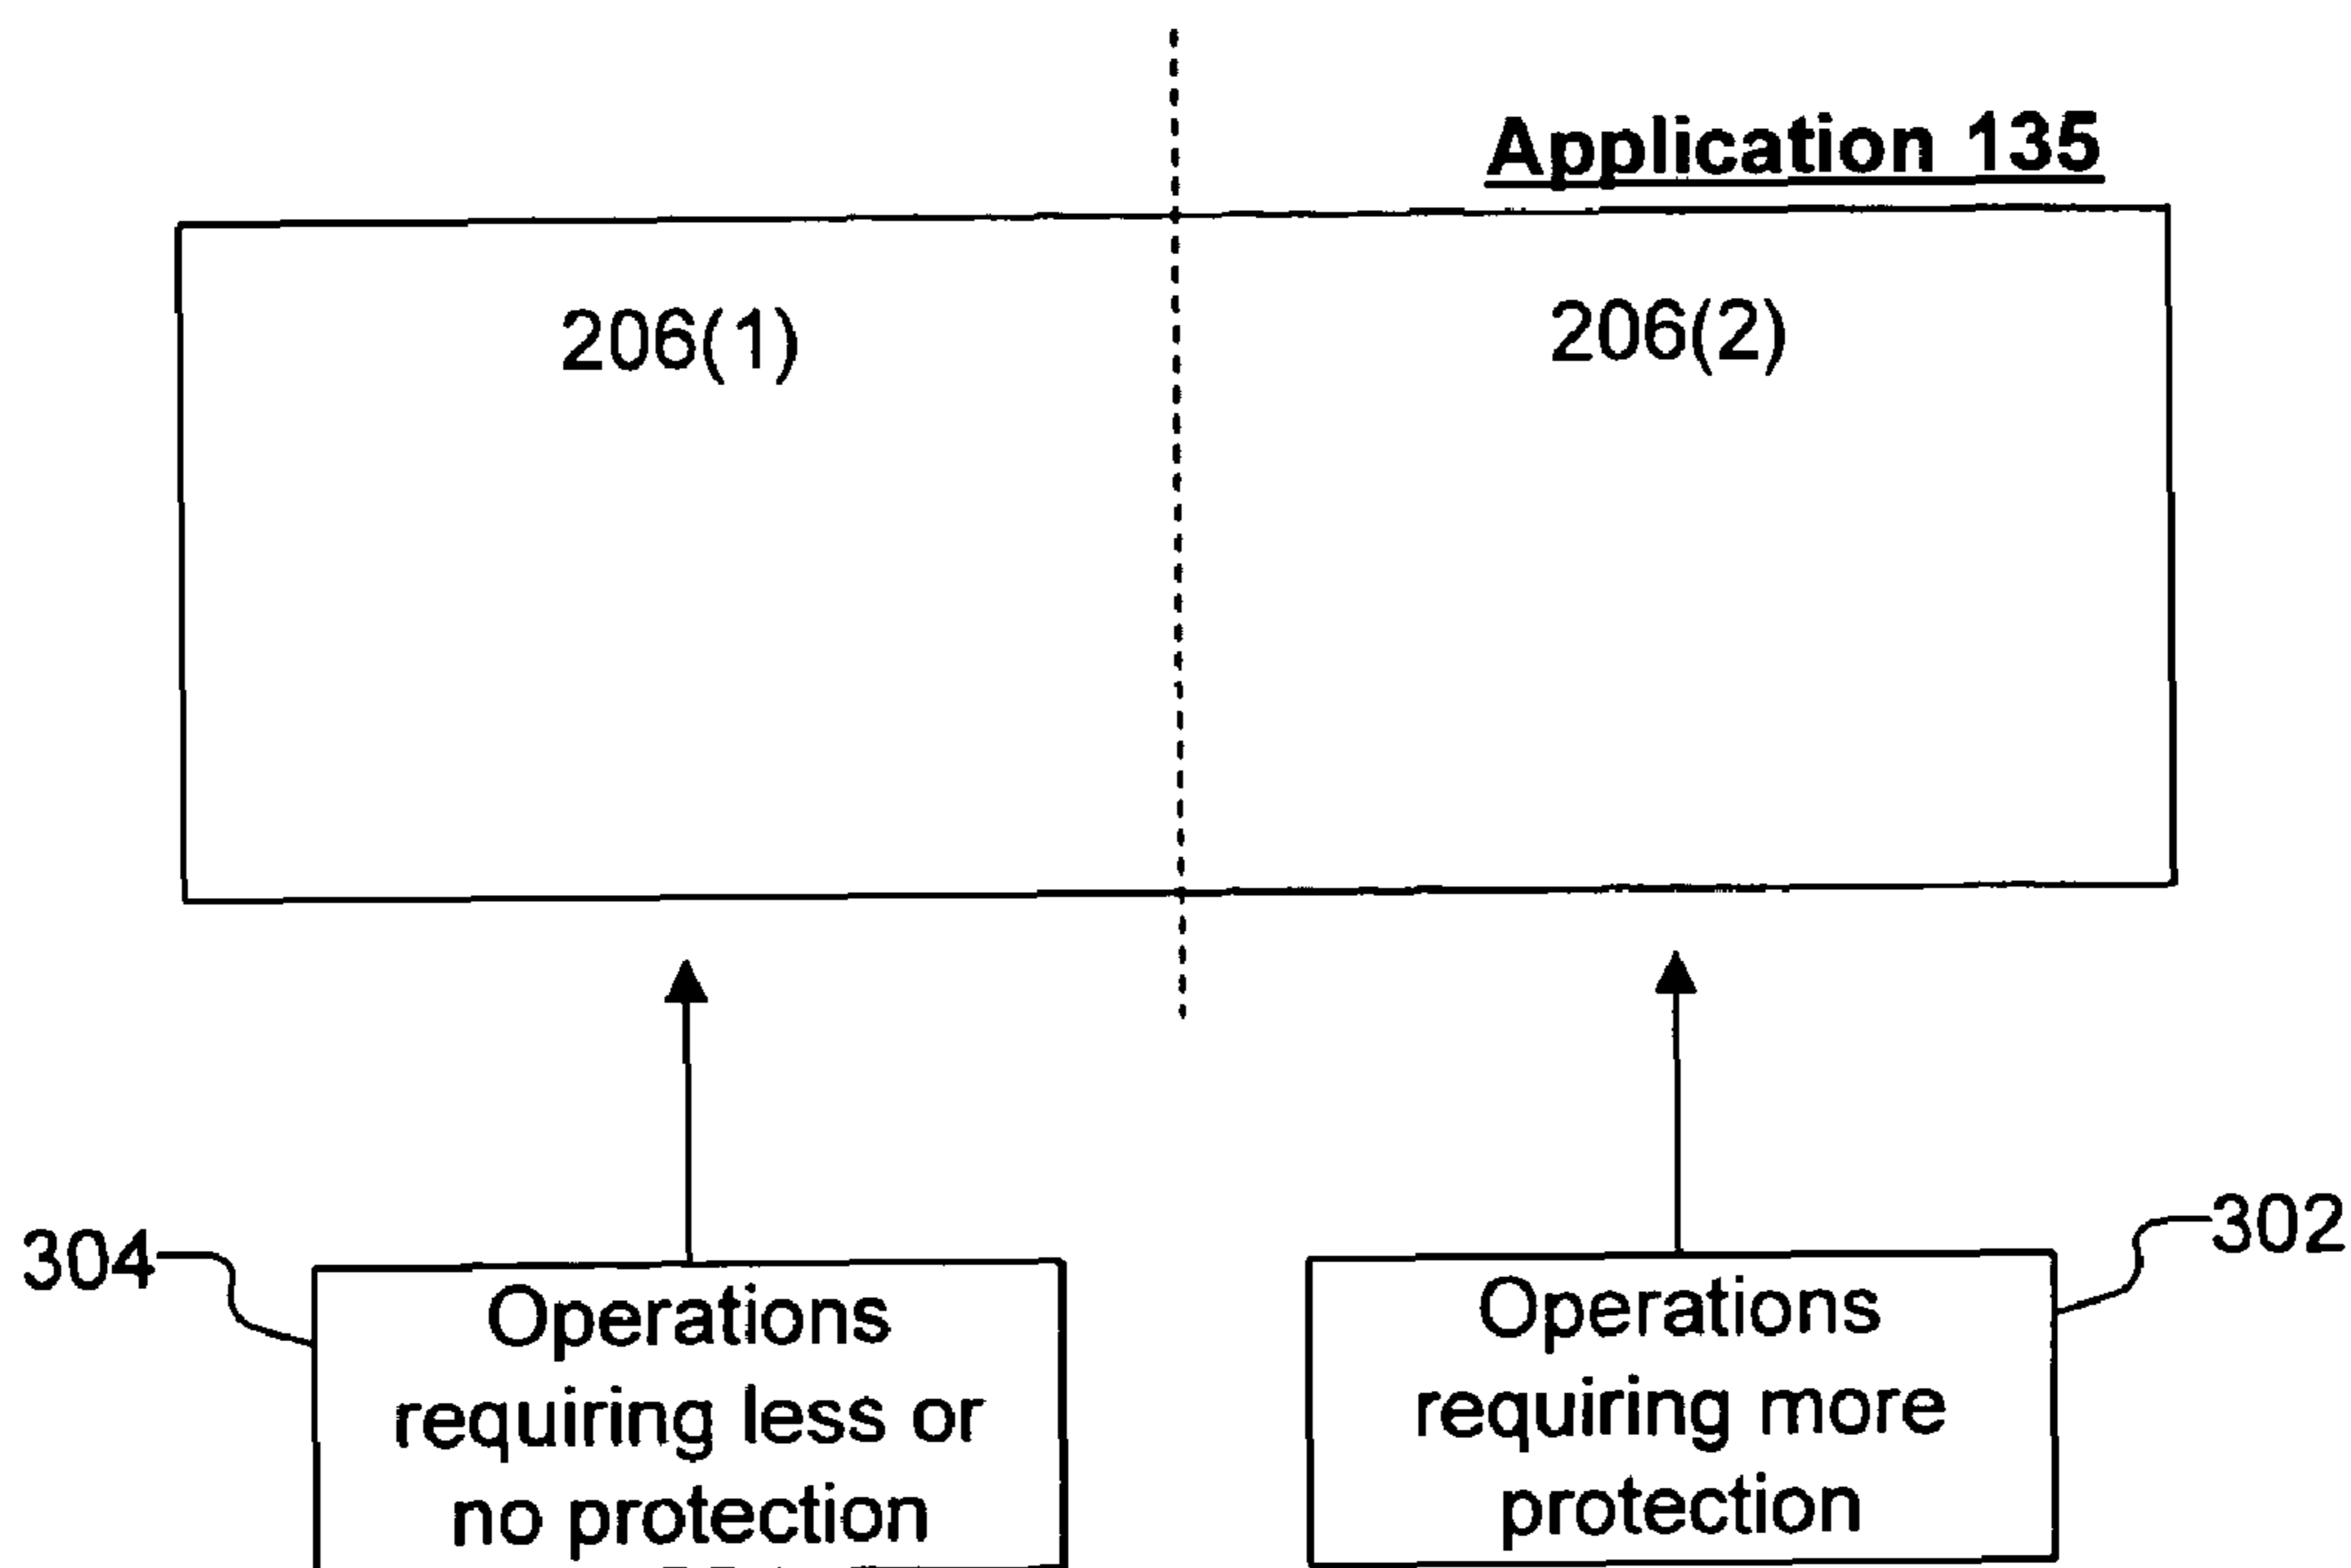 Application 135
206(1)
206(2)
304
Operations
requiring less or
no protection
302
Operations
requiring more
protection